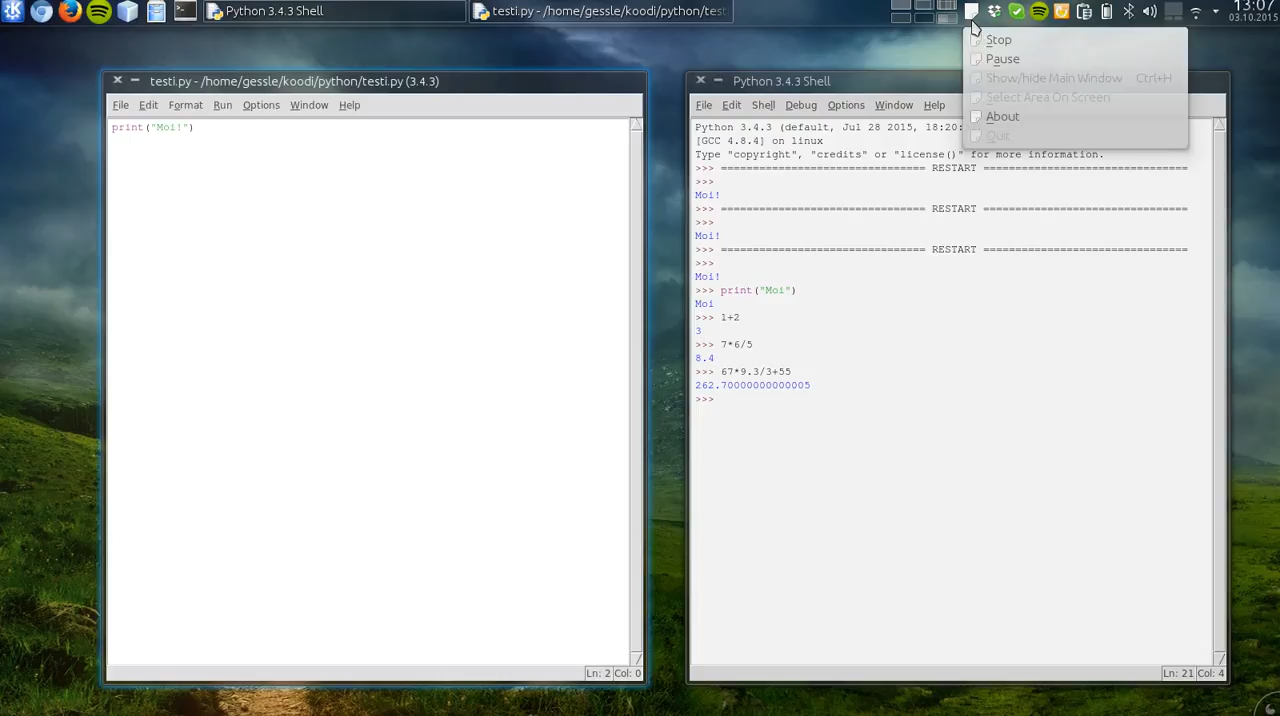 Python 3.4.3 Shell
testi.py - /home/gessle/koodi/python/test
13:07
03.10.2015
Stop
Pause
Show/hide Main Window Ctrl+H
Select Area On Screen
About
Quit
testi.py - /home/gessle/koodi/python/testi.py (3.4.3)
File Edit Format Run Options Window Help
print("Moi!")
Ln: 2 Col: 0
Python 3.4.3 Shell
File Edit Shell Debug Options Window Help
Python 3.4.3 (default, Jul 28 2015, 18:20:
[GCC 4.8.4] on linux
Type "copyright", "credits" or "license()" for more information.
>>> ================================ RESTART ================================
>>>
Moi!
>>> ================================ RESTART ================================
>>>
Moi!
>>> ================================ RESTART ================================
>>>
Moi!
>>> print("Moi")
Moi
>>> 1+2
3
>>> 7*6/5
8.4
>>> 67*9.3/3+55
262.70000000000005
>>>
Ln: 21 Col: 4